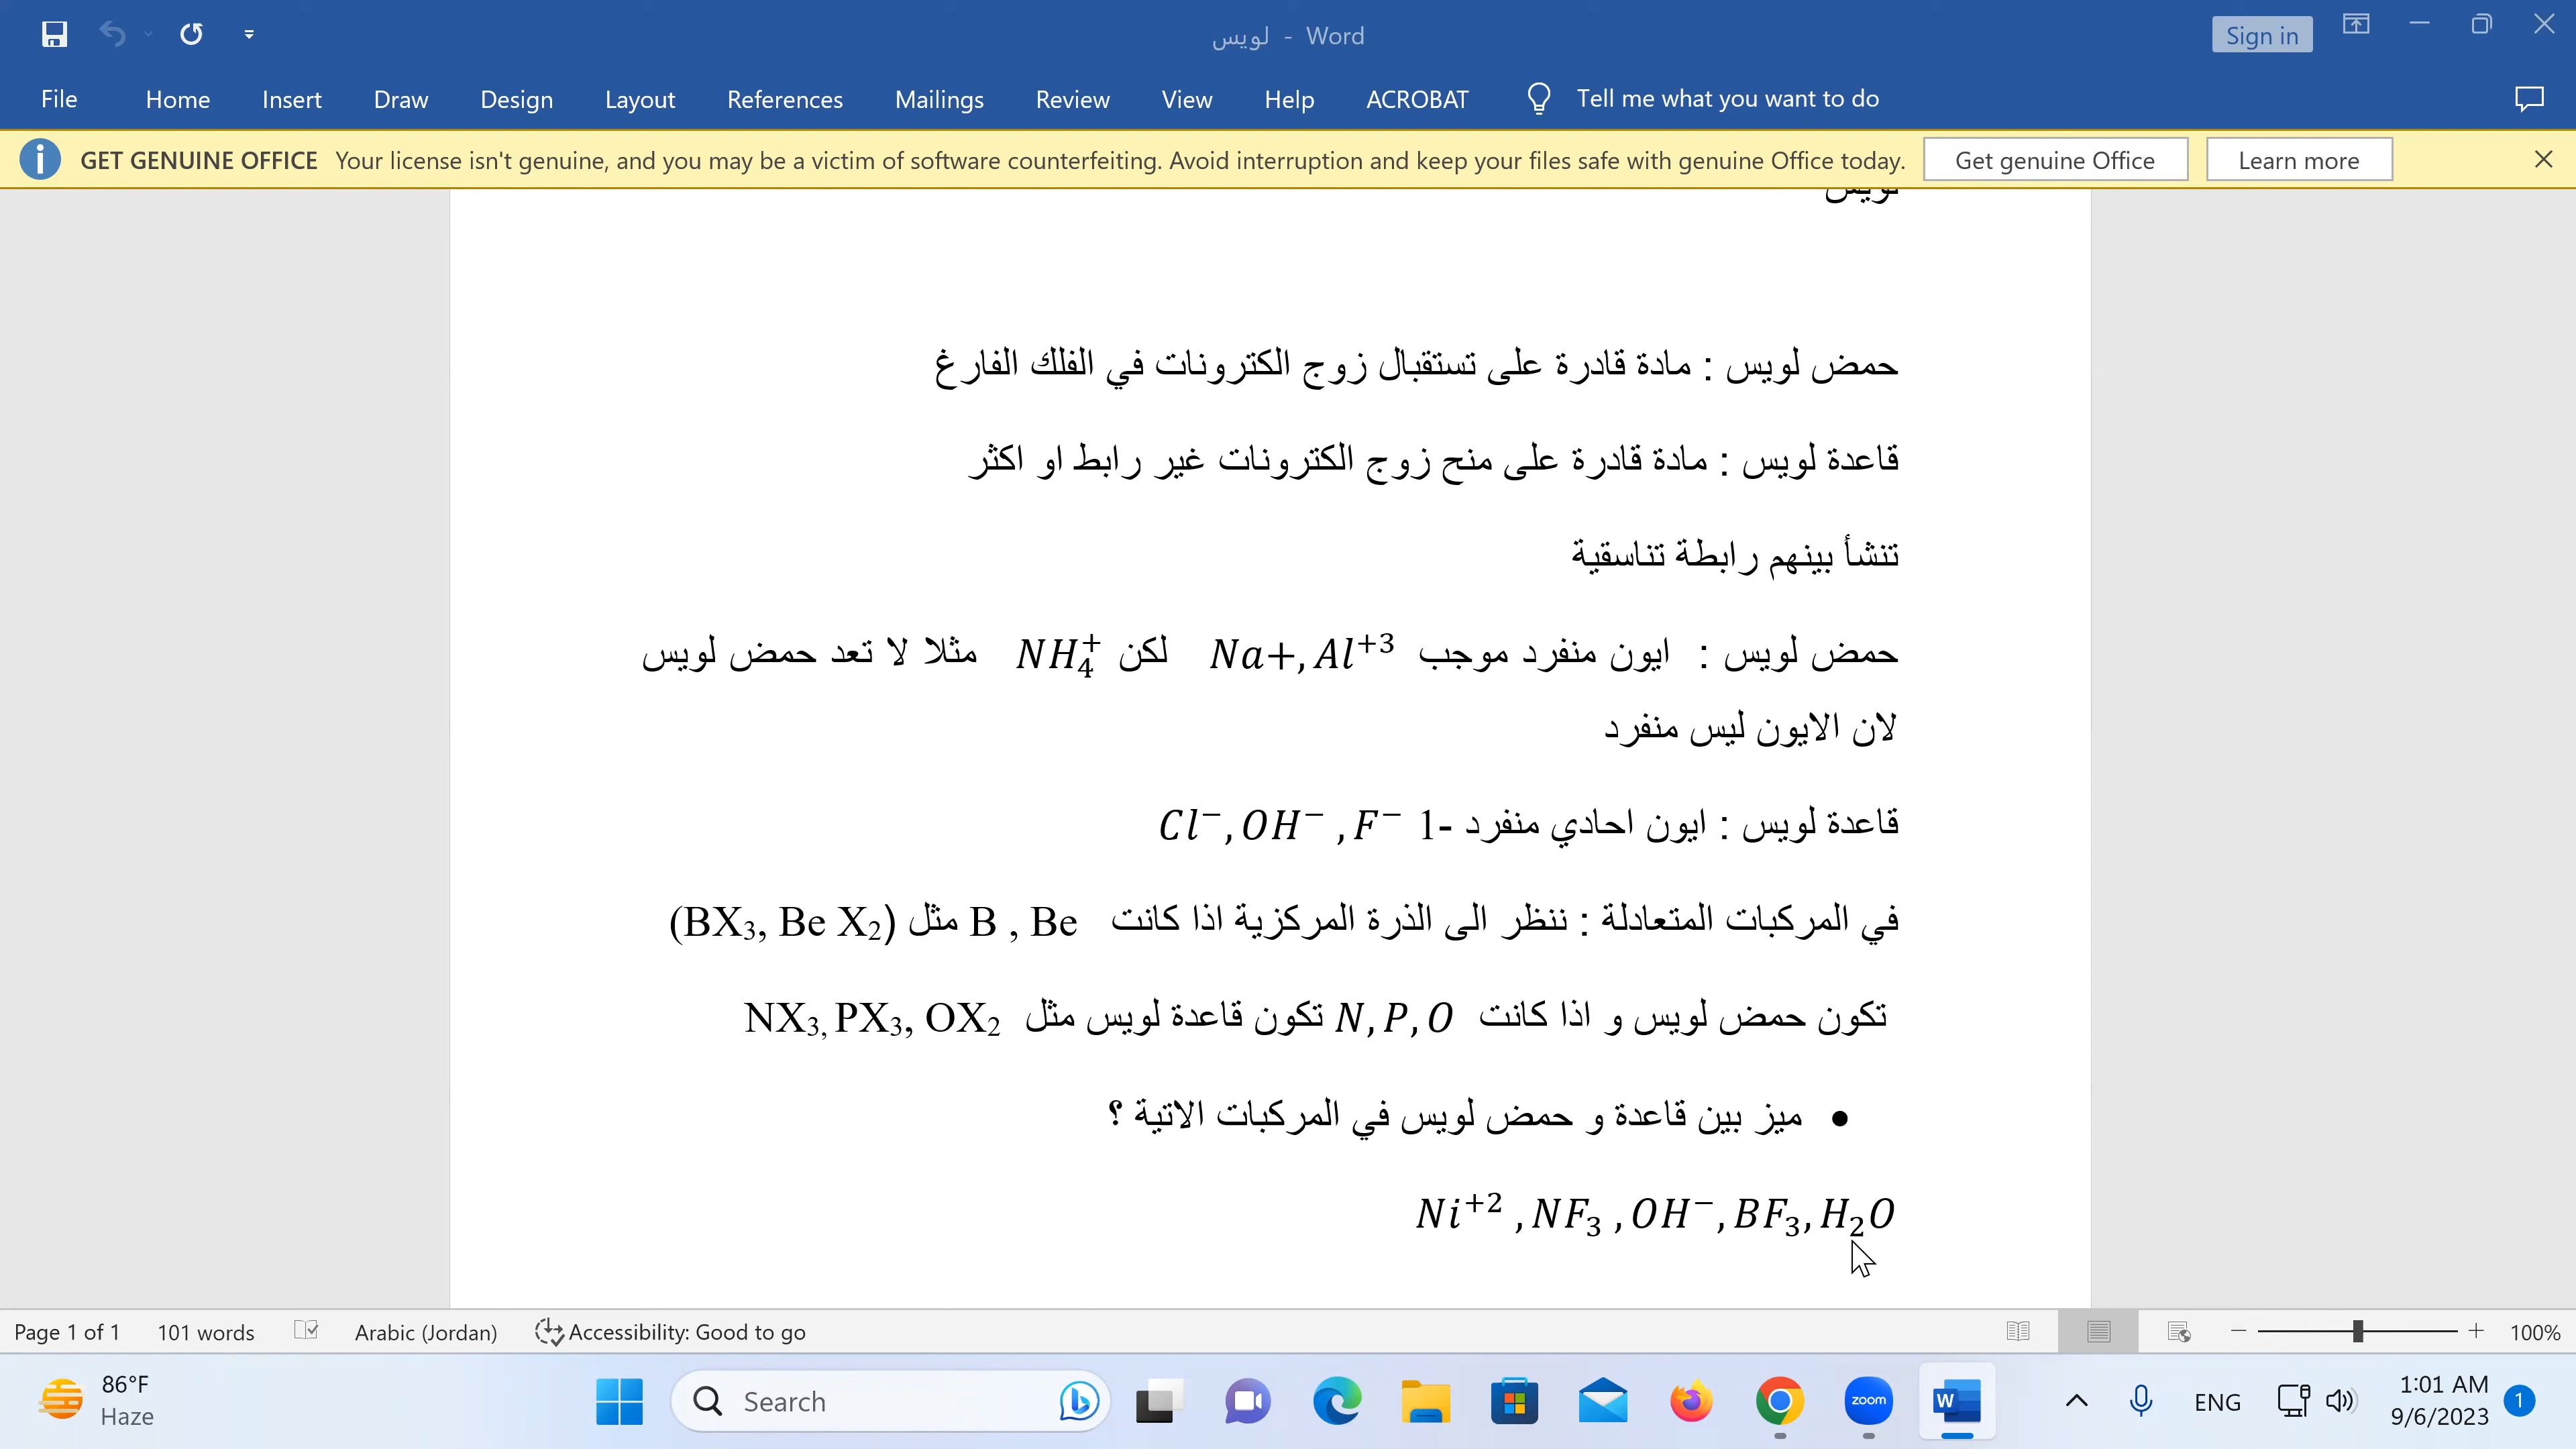 لويس - Word
Sign in
File Home Insert Draw Design Layout References Mailings Review View Help ACROBAT Tell me what you want to do
GET GENUINE OFFICE Your license isn't genuine, and you may be a victim of software counterfeiting. Avoid interruption and keep your files safe with genuine Office today. Get genuine Office Learn more
لويس
حمض لويس : مادة قادرة على تستقبال زوج الكترونات في الفلك الفارغ
قاعدة لويس : مادة قادرة على منح زوج الكترونات غير رابط او اكثر
تنشأ بينهم رابطة تناسقية
حمض لويس : ايون منفرد موجب Na+, Al⁺³ لكن NH₄⁺ مثلا لا تعد حمض لويس
لان الايون ليس منفرد
قاعدة لويس : ايون احادي منفرد -1 Cl⁻, OH⁻ , F⁻
في المركبات المتعادلة : ننظر الى الذرة المركزية اذا كانت B , Be مثل (BX₃, Be X₂)
تكون حمض لويس و اذا كانت N, P, O تكون قاعدة لويس مثل NX₃, PX₃, OX₂
• ميز بين قاعدة و حمض لويس في المركبات الاتية ؟
Ni⁺² , NF₃ , OH⁻, BF₃, H₂O
Page 1 of 1 101 words Arabic (Jordan) Accessibility: Good to go 100%
86°F
Haze
Search
zoom
W
ENG
1:01 AM
9/6/2023
1